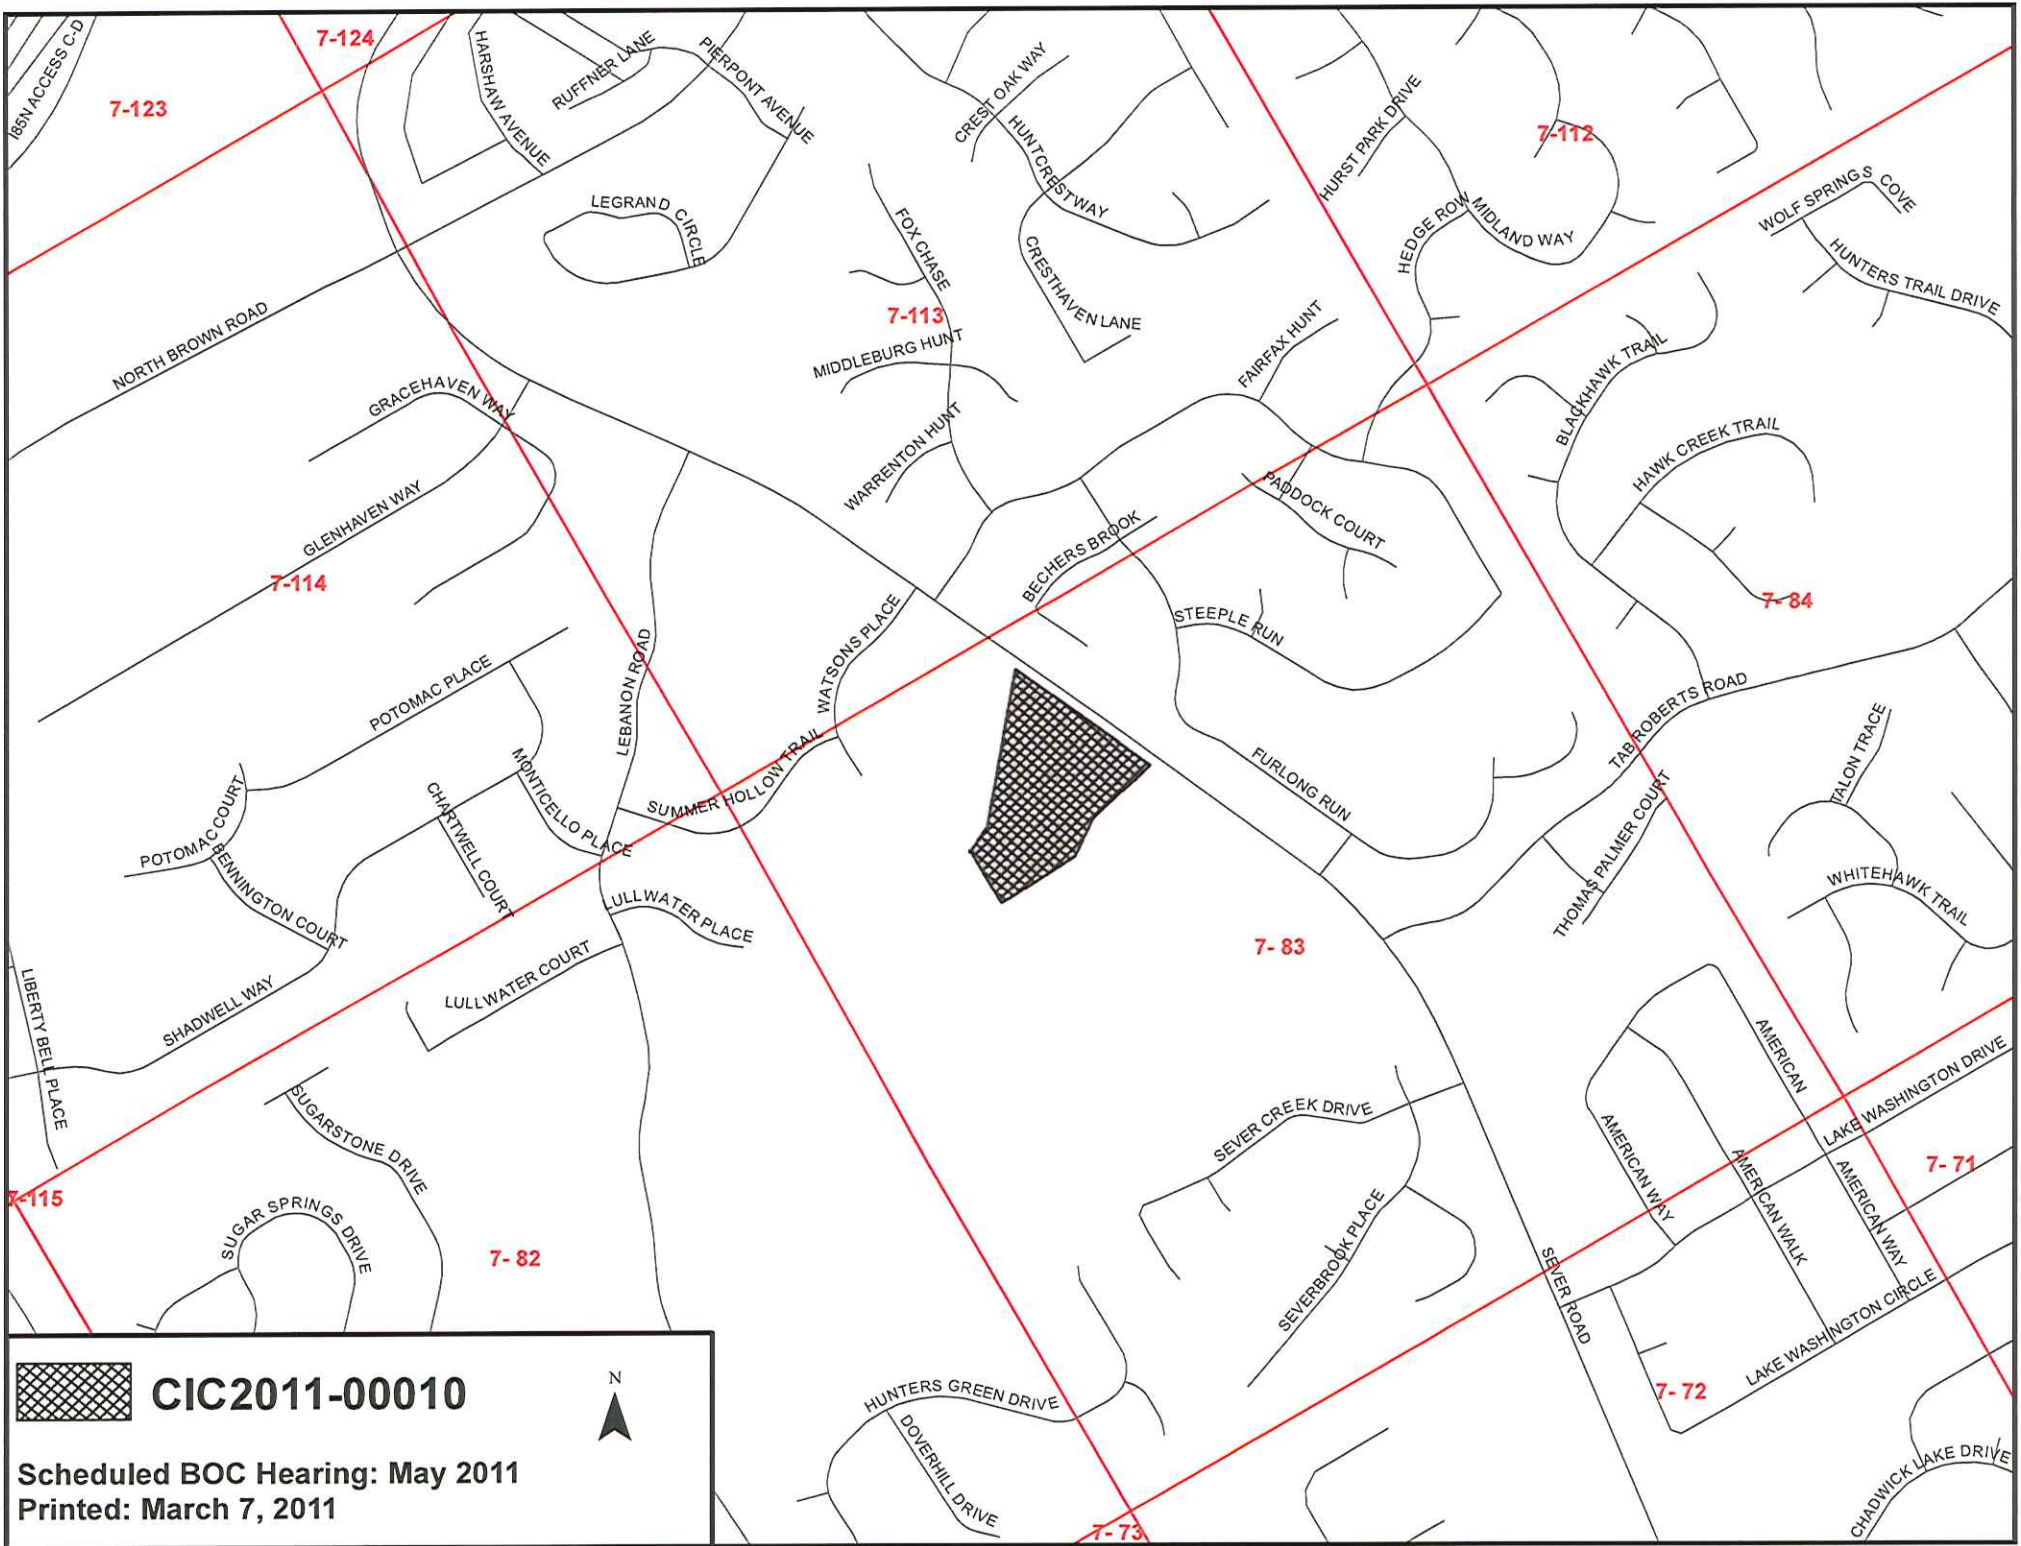 I85N ACCESS C-D
7-124
7-123
HARSHAW AVENUE
RUFFNER LANE
PIERPONT AVENUE
CREST OAK WAY
HUNTCREST WAY
HURST PARK DRIVE
7-112
WOLF SPRINGS COVE
HUNTERS TRAIL DRIVE
LEGRAND CIRCLE
FOX CHASE
7-113
CRESTHAVEN LANE
HEDGE ROW
MIDLAND WAY
NORTH BROWN ROAD
MIDDLEBURG HUNT
FAIRFAX HUNT
BLACKHAWK TRAIL
GRACEHAVEN WAY
WARRENTON HUNT
HAWK CREEK TRAIL
GLENHAVEN WAY
PADDOCK COURT
BECHERS BROOK
7-114
STEEPLE RUN
7- 84
POTOMAC PLACE
LEBANON ROAD
WATSONS PLACE
TAB ROBERTS ROAD
SUMMER HOLLOW TRAIL
MONTICELLO PLACE
CHARTWELL COURT
POTOMAC COURT
BENNINGTON COURT
FURLONG RUN
THOMAS PALMER COURT
TALON TRACE
WHITEHAWK TRAIL
LULLWATER PLACE
LULLWATER COURT
7- 83
SHADWELL WAY
LIBERTY BELL PLACE
AMERICAN
LAKE WASHINGTON DRIVE
SUGARSTONE DRIVE
SEVER CREEK DRIVE
AMERICAN WAY
AMERICAN WALK
AMERICAN WAY
7- 71
7-115
SUGAR SPRINGS DRIVE
7- 82
SEVERBROOK PLACE
SEVER ROAD
LAKE WASHINGTON CIRCLE
7- 72
HUNTERS GREEN DRIVE
DOVERHILL DRIVE
CHADWICK LAKE DRIVE
7- 73
CIC2011-00010
N
Scheduled BOC Hearing: May 2011
Printed: March 7, 2011